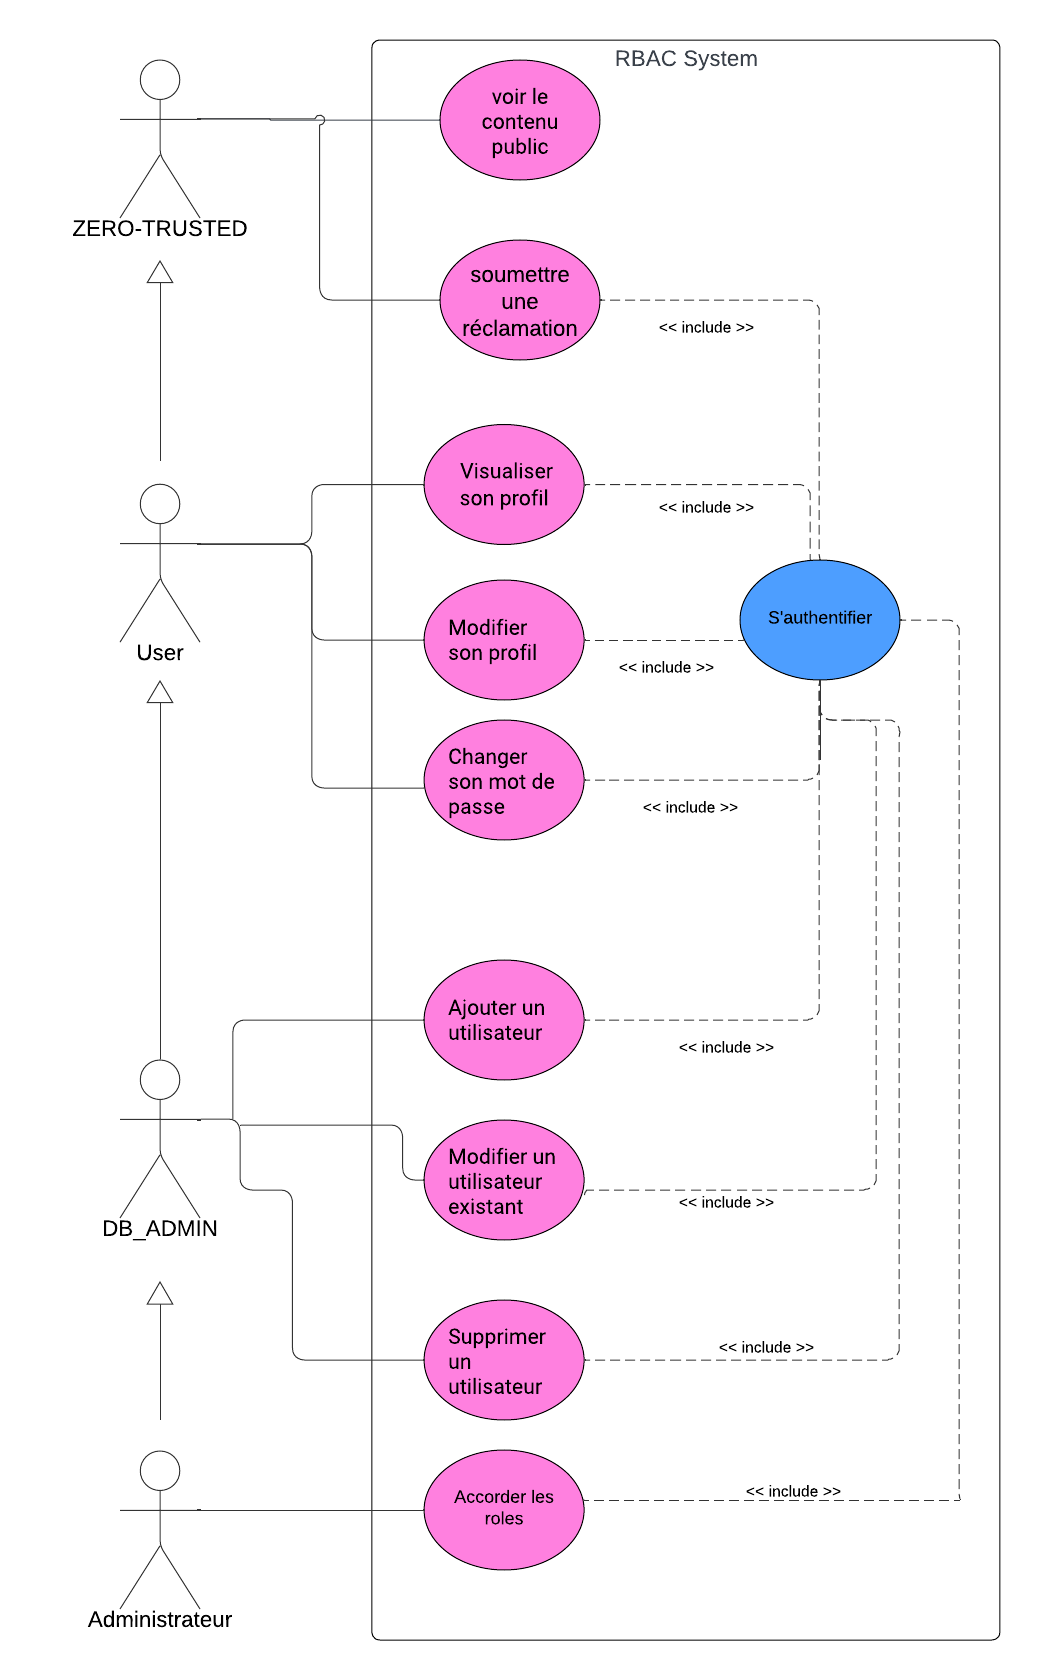 RBAC System
voir le
contenu
public
ZERO-TRUSTED
soumettre
une
réclamation
<< include >>
Visualiser
son profil
<< include >>
S'authentifier
Modifier
son profil
<< include >>
User
Changer
son mot de
passe
<< include >>
Ajouter un
utilisateur
<< include >>
Modifier un
utilisateur
existant
<< include >>
DB_ADMIN
Supprimer
un
utilisateur
<< include >>
Accorder les
roles
<< include >>
Administrateur